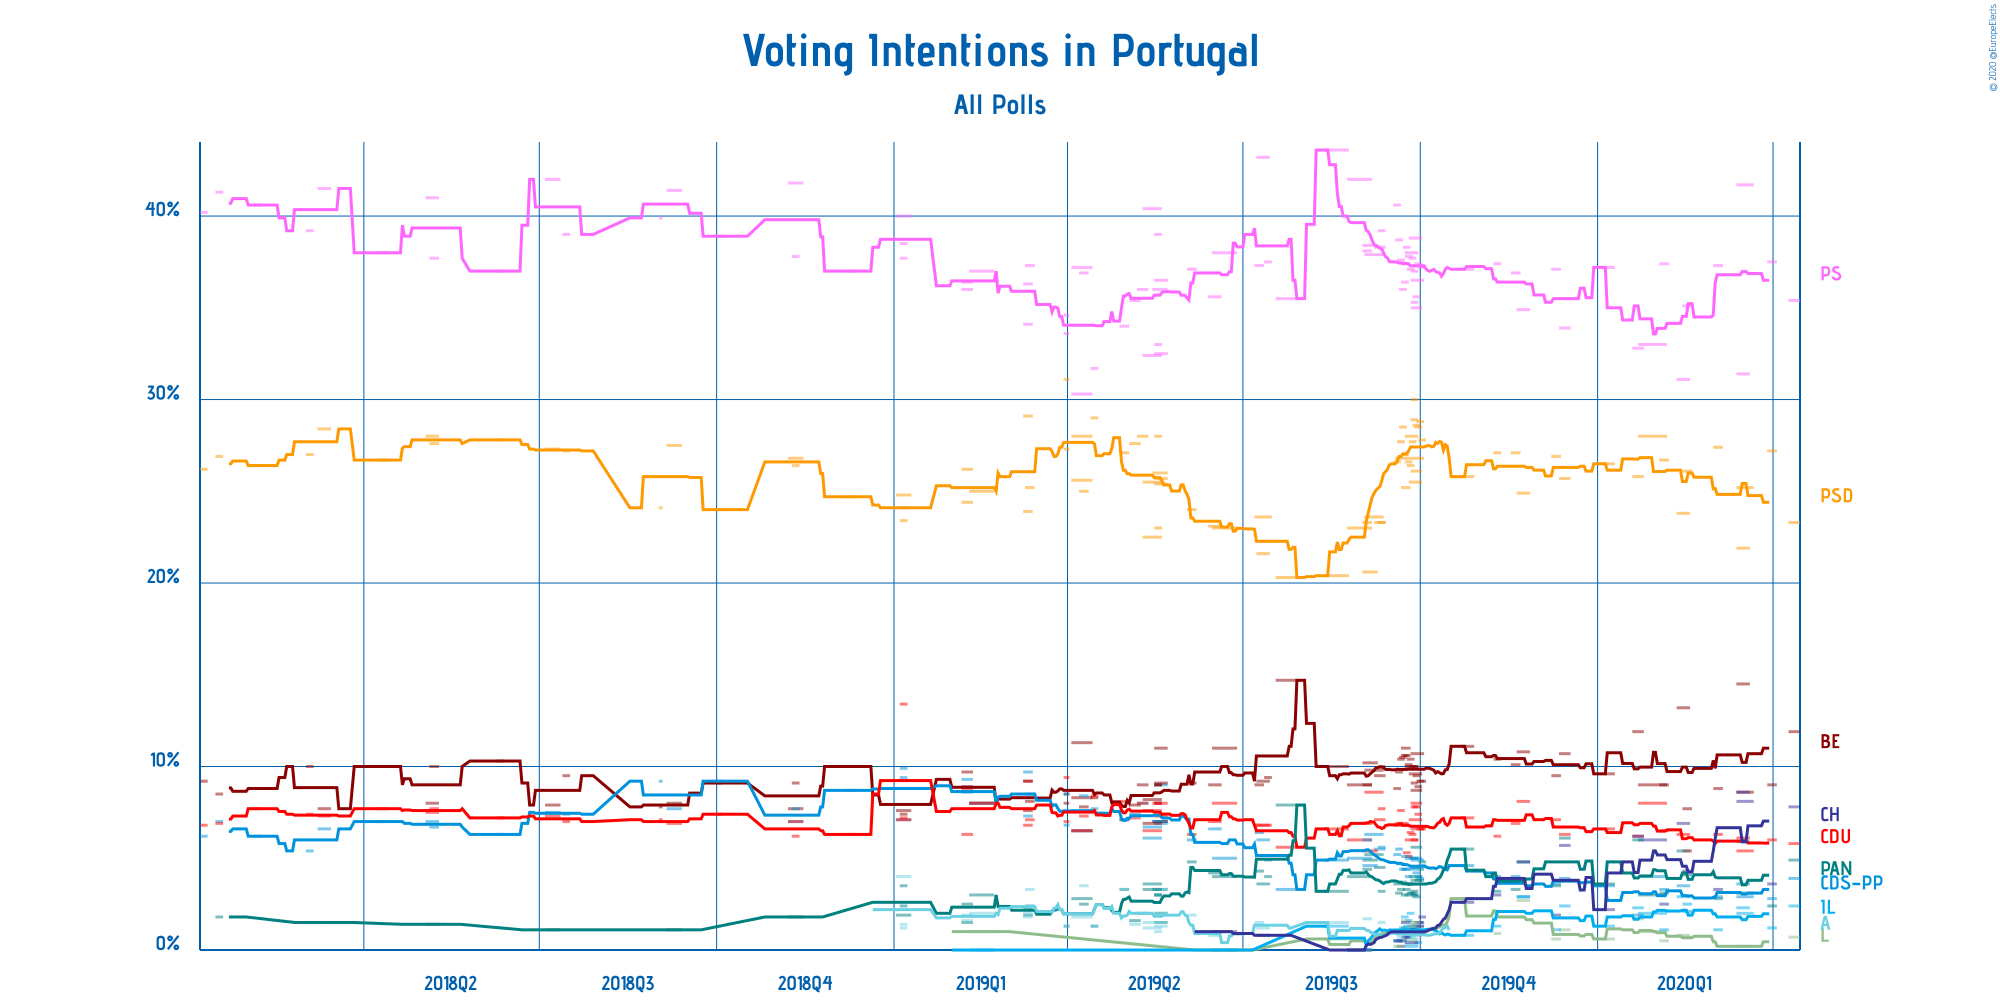 © 2020 @EuropeElects
Voting Intentions in Portugal
All Polls
40%
30%
20%
10%
0%
PS
PSD
BE
CH
CDU
PAN
CDS-PP
IL
A
L
2018Q2
2018Q3
2018Q4
2019Q1
2019Q2
2019Q3
2019Q4
2020Q1